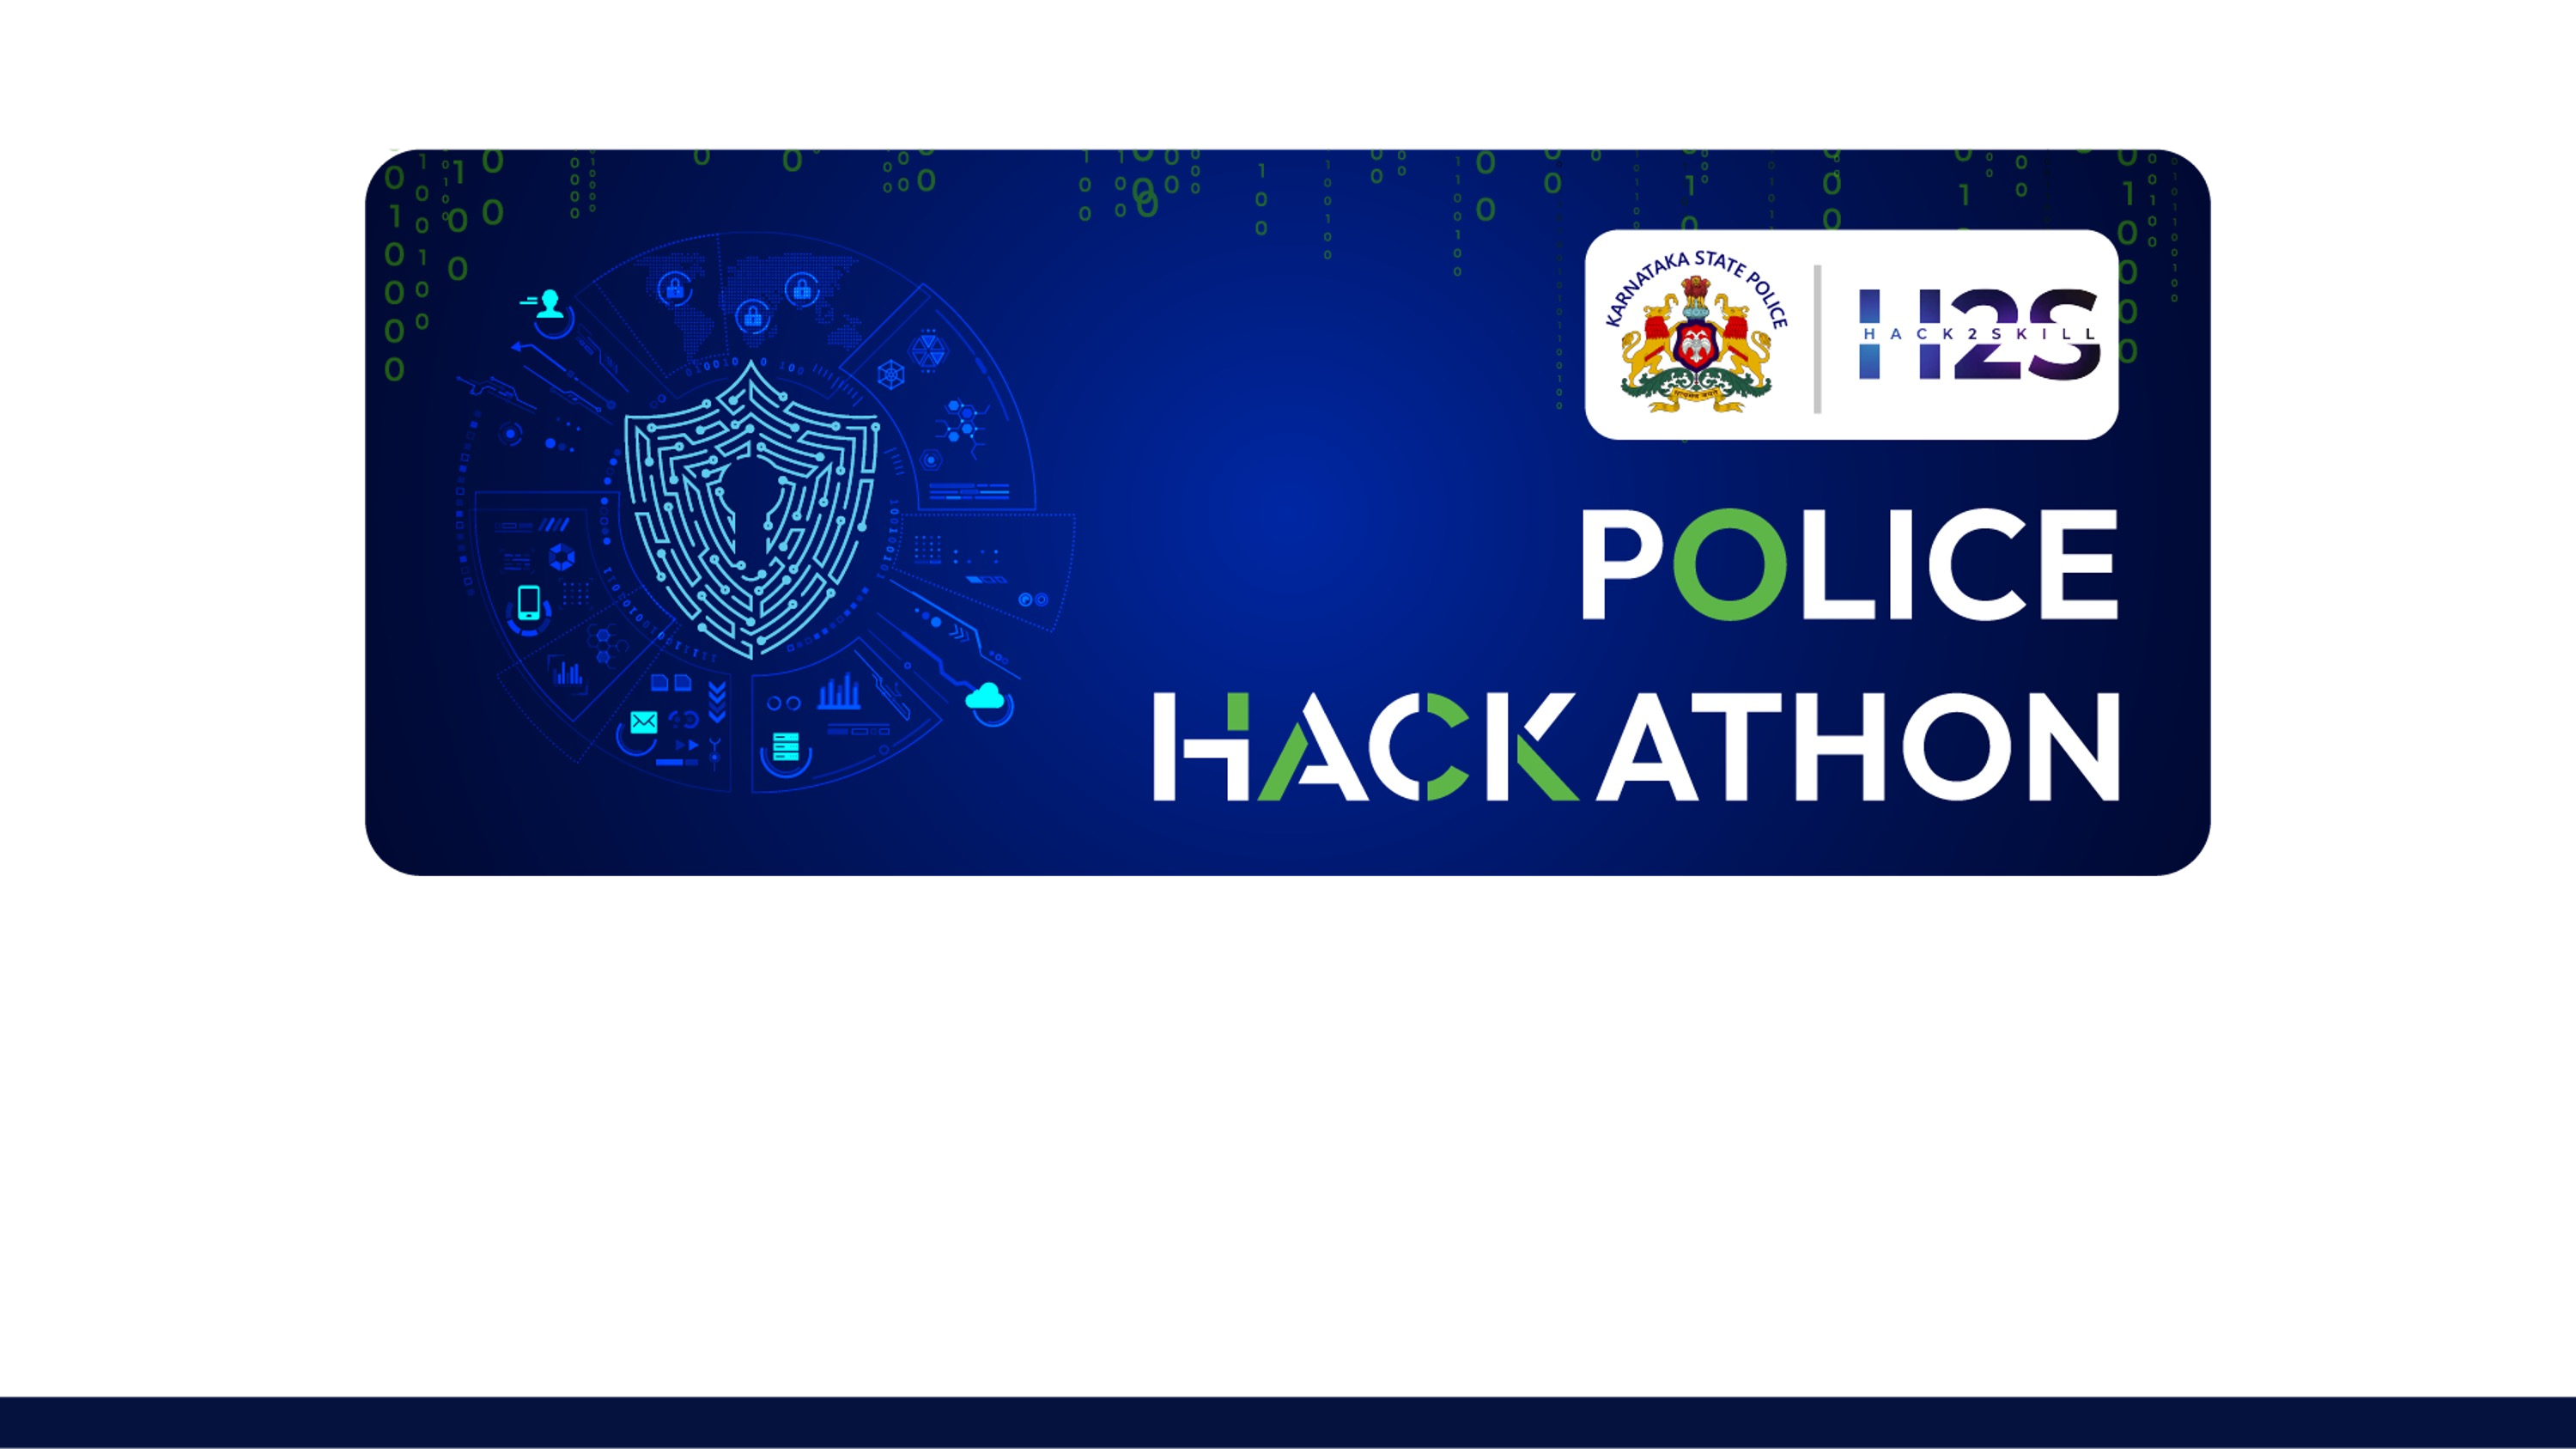 KARNATAKA STATE POLICE
H2S
HACK2SKILL
POLICE
HACKATHON